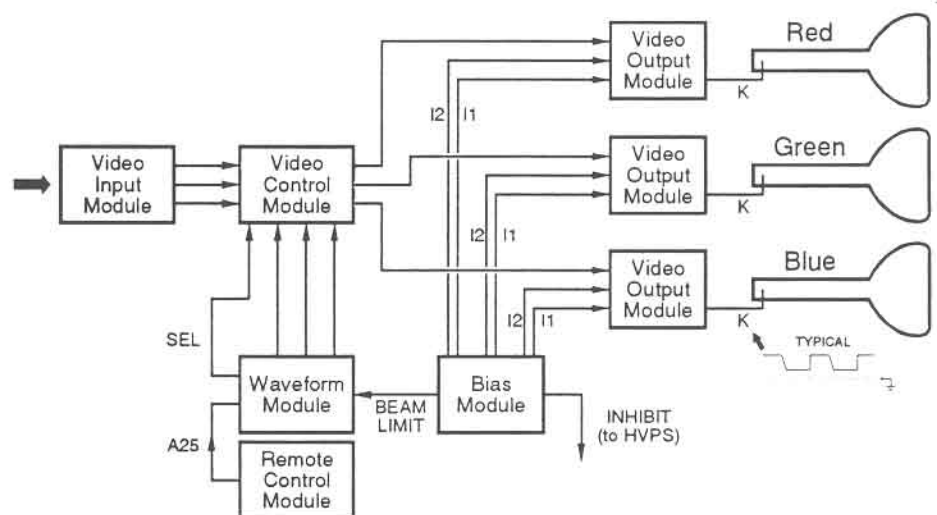 Video
Output
Module
Red
K
I2
I1
Video
Input
Module
Video
Control
Module
Video
Output
Module
Green
K
I2
I1
Video
Output
Module
Blue
K
I2
I1
TYPICAL
SEL
Waveform
Module
BEAM
LIMIT
Bias
Module
INHIBIT
(to HVPS)
A25
Remote
Control
Module